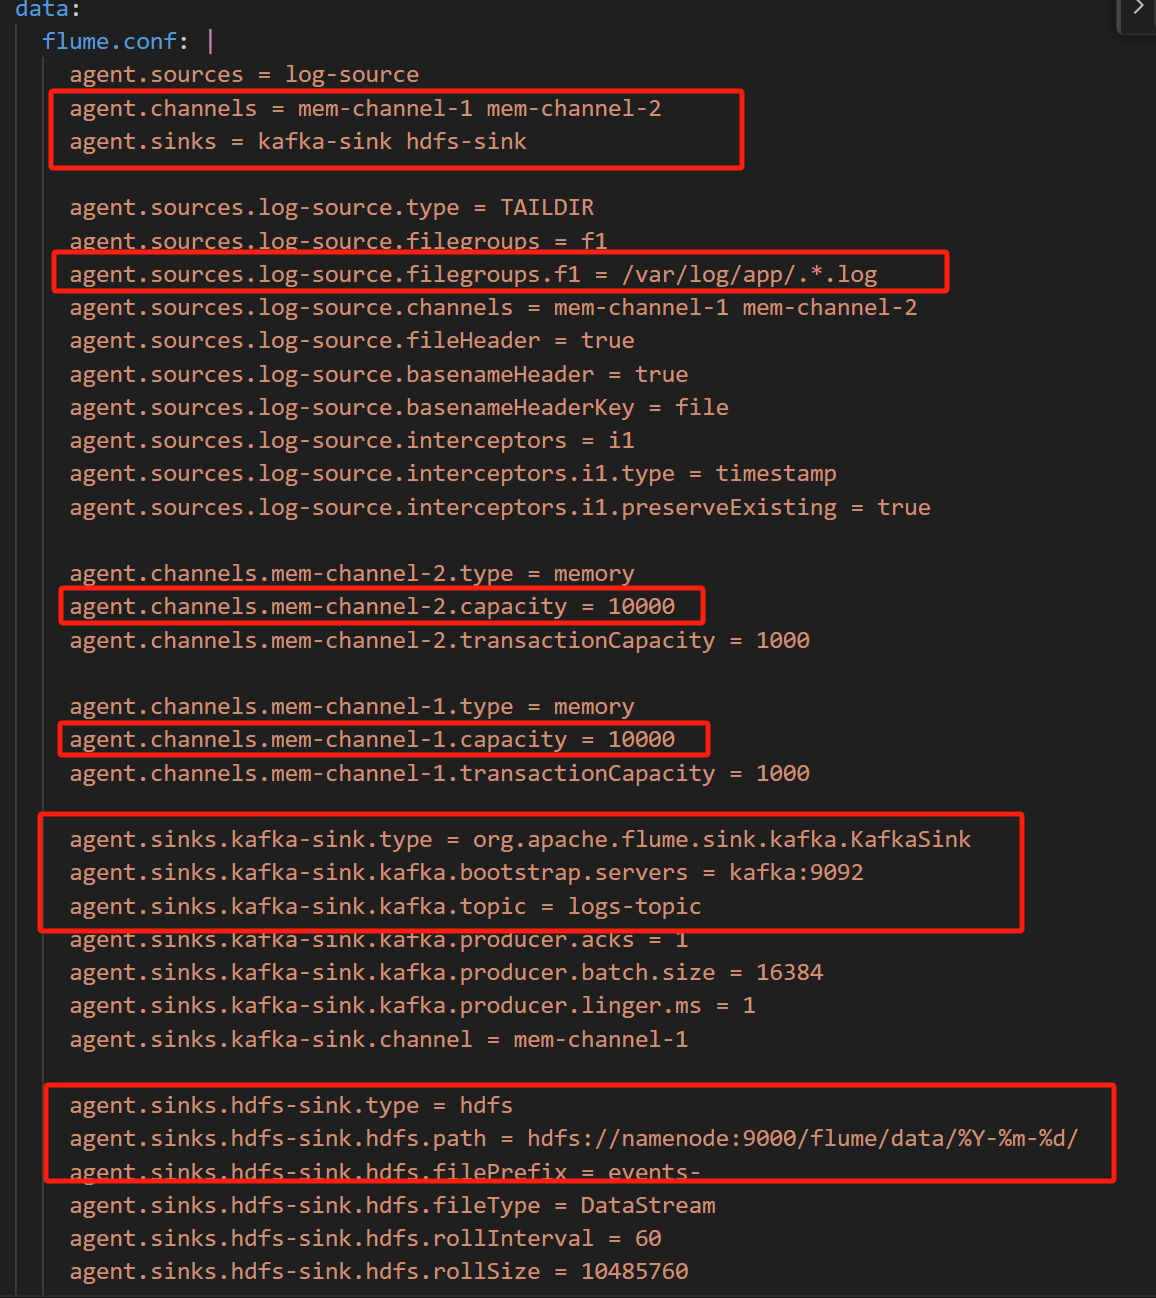 data:
flume.conf: |
agent.sources = log-source
agent.channels = mem-channel-1 mem-channel-2
agent.sinks = kafka-sink hdfs-sink
agent.sources.log-source.type = TAILDIR
agent.sources.log-source.filegroups = f1
agent.sources.log-source.filegroups.f1 = /var/log/app/.*.log
agent.sources.log-source.channels = mem-channel-1 mem-channel-2
agent.sources.log-source.fileHeader = true
agent.sources.log-source.basenameHeader = true
agent.sources.log-source.basenameHeaderKey = file
agent.sources.log-source.interceptors = i1
agent.sources.log-source.interceptors.i1.type = timestamp
agent.sources.log-source.interceptors.i1.preserveExisting = true
agent.channels.mem-channel-2.type = memory
agent.channels.mem-channel-2.capacity = 10000
agent.channels.mem-channel-2.transactionCapacity = 1000
agent.channels.mem-channel-1.type = memory
agent.channels.mem-channel-1.capacity = 10000
agent.channels.mem-channel-1.transactionCapacity = 1000
agent.sinks.kafka-sink.type = org.apache.flume.sink.kafka.KafkaSink
agent.sinks.kafka-sink.kafka.bootstrap.servers = kafka:9092
agent.sinks.kafka-sink.kafka.topic = logs-topic
agent.sinks.kafka-sink.kafka.producer.acks = 1
agent.sinks.kafka-sink.kafka.producer.batch.size = 16384
agent.sinks.kafka-sink.kafka.producer.linger.ms = 1
agent.sinks.kafka-sink.channel = mem-channel-1
agent.sinks.hdfs-sink.type = hdfs
agent.sinks.hdfs-sink.hdfs.path = hdfs://namenode:9000/flume/data/%Y-%m-%d/
agent.sinks.hdfs-sink.hdfs.filePrefix = events-
agent.sinks.hdfs-sink.hdfs.fileType = DataStream
agent.sinks.hdfs-sink.hdfs.rollInterval = 60
agent.sinks.hdfs-sink.hdfs.rollSize = 10485760